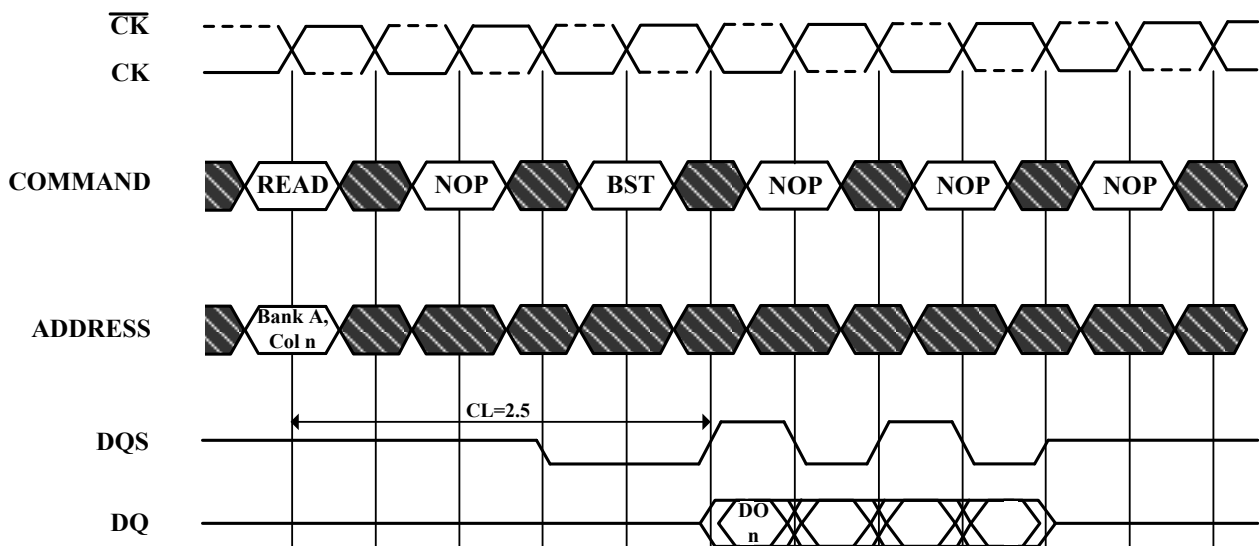 CK
CK
COMMAND READ NOP BST NOP NOP NOP
ADDRESS Bank A,
Col n
CL=2.5
DQS
DQ DO
n